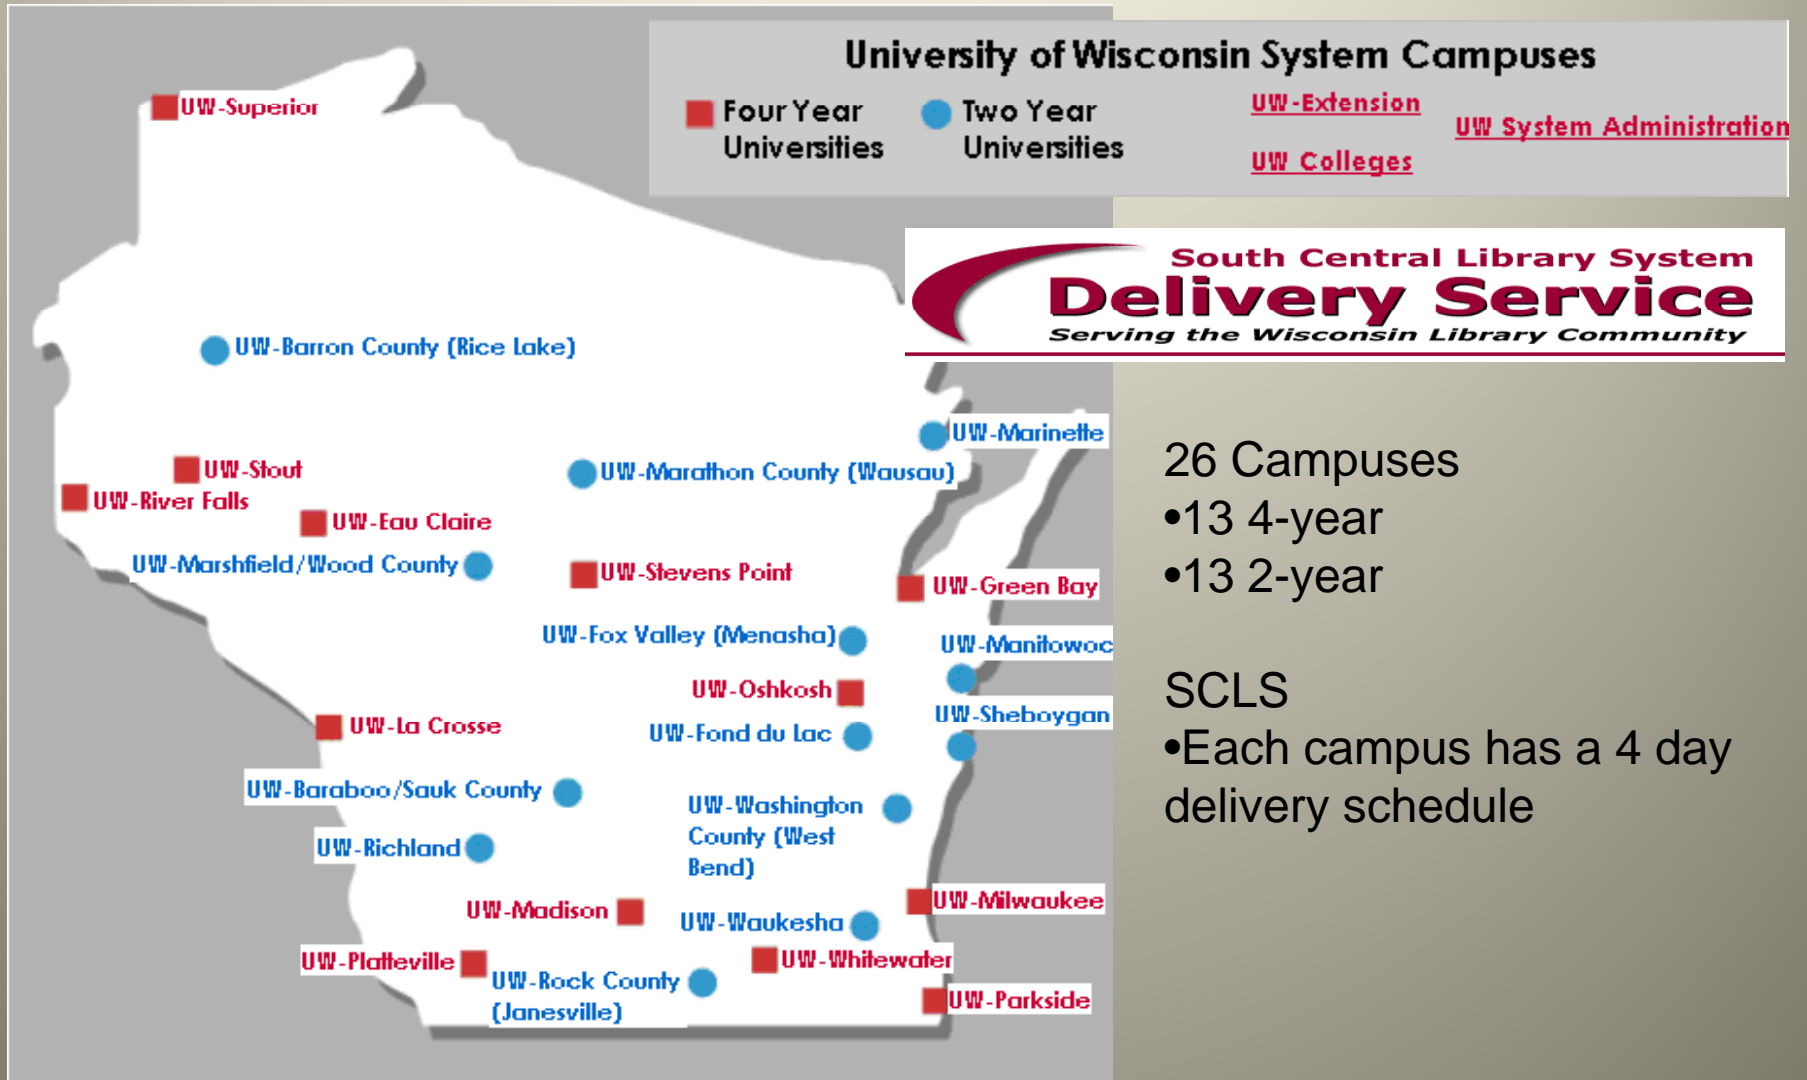 University of Wisconsin System Campuses
Four Year
Universities
Two Year
Universities
UW-Extension
UW System Administration
UW Colleges
South Central Library System
Delivery Service
Serving the Wisconsin Library Community
UW-Superior
UW-Barron County (Rice Lake)
UW-Marinette
UW-Stout
UW-Marathon County (Wausau)
UW-River Falls
UW-Eau Claire
UW-Marshfield/Wood County
UW-Stevens Point
UW-Green Bay
UW-Fox Valley (Menasha)
UW-Manitowoc
UW-Oshkosh
UW-Sheboygan
UW-La Crosse
UW-Fond du Lac
UW-Baraboo/Sauk County
UW-Washington
County (West
Bend)
UW-Richland
UW-Milwaukee
UW-Madison
UW-Waukesha
UW-Platteville
UW-Whitewater
UW-Rock County
(Janesville)
UW-Parkside
26 Campuses
•13 4-year
•13 2-year
SCLS
•Each campus has a 4 day
delivery schedule